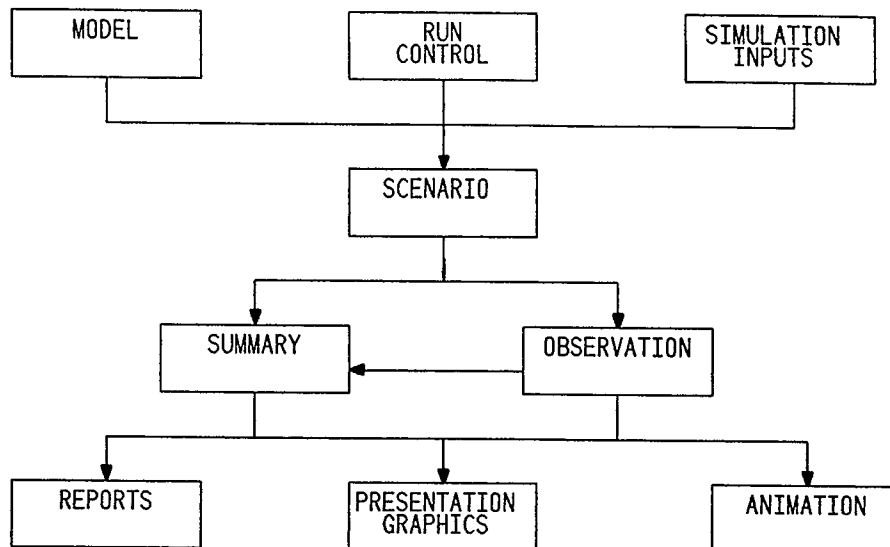 MODEL
RUN
CONTROL
SIMULATION
INPUTS
SCENARIO
SUMMARY
OBSERVATION
REPORTS
PRESENTATION
GRAPHICS
ANIMATION